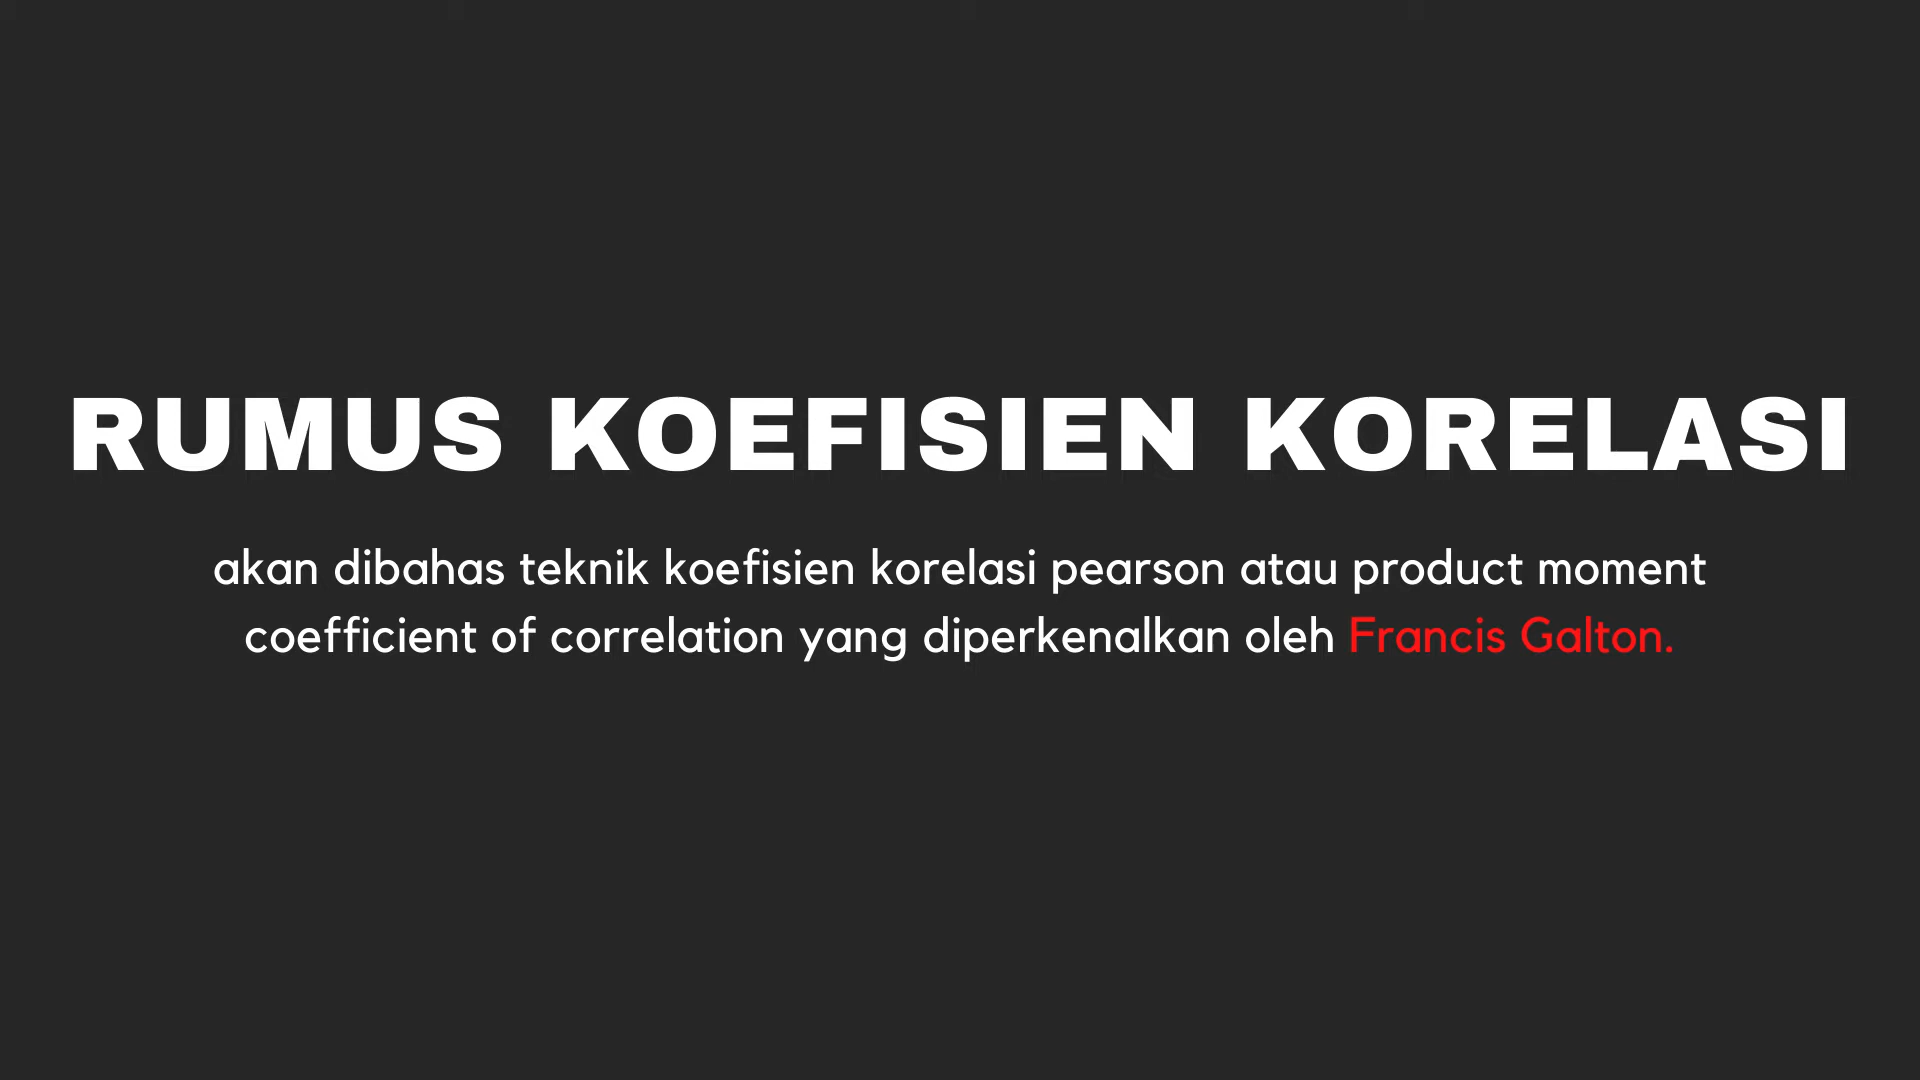 RUMUS KOEFISIEN KORELASI
akan dibahas teknik koefisien korelasi pearson atau product moment
coefficient of correlation yang diperkenalkan oleh Francis Galton.